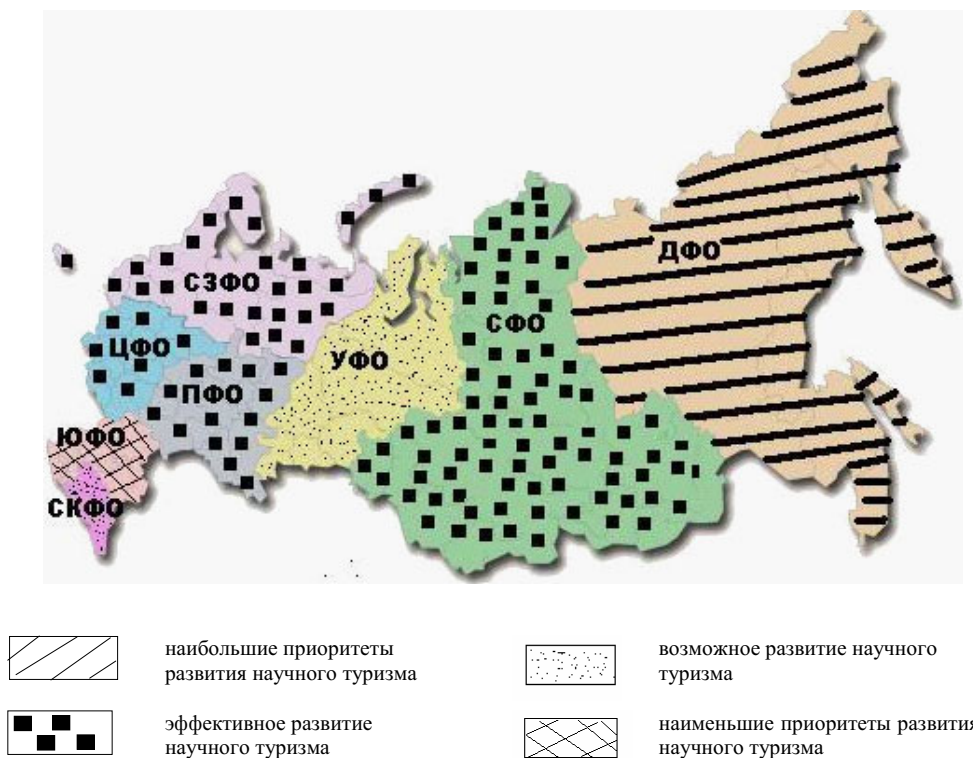 ДФО
СЗФО
СФО
ЦФО
УФО
ПФО
ЮФО
СКФО
наибольшие приоритеты
развития научного туризма
возможное развитие научного
туризма
эффективное развитие
научного туризма
наименьшие приоритеты развития
научного туризма